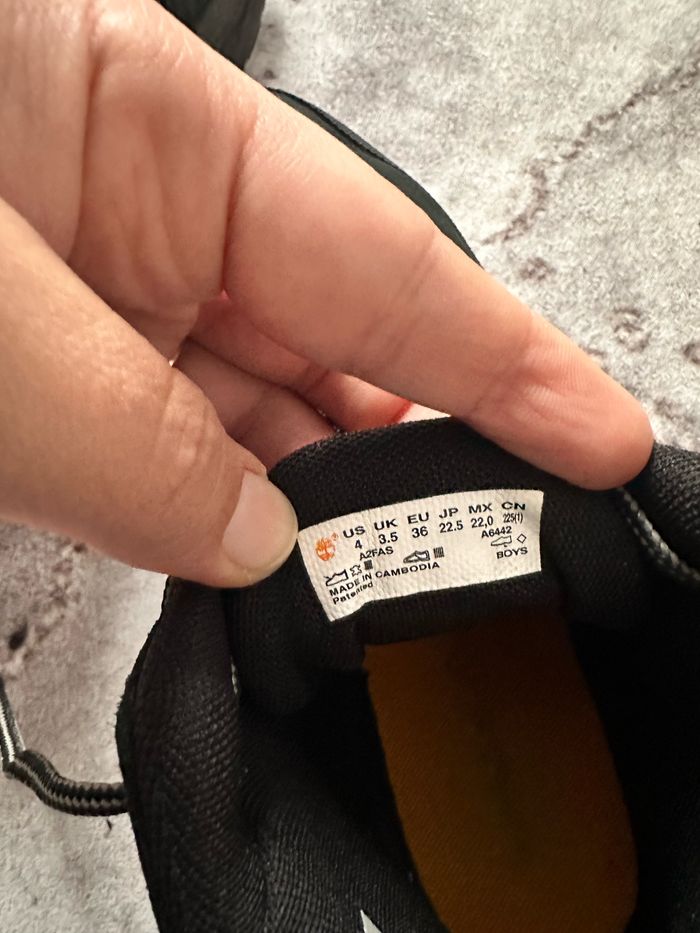 US UK EU JP MX CN
4 3.5 36 22.5 22,0 225(1)
A2FAS A6442
BOYS
MADE IN CAMBODIA
Patented